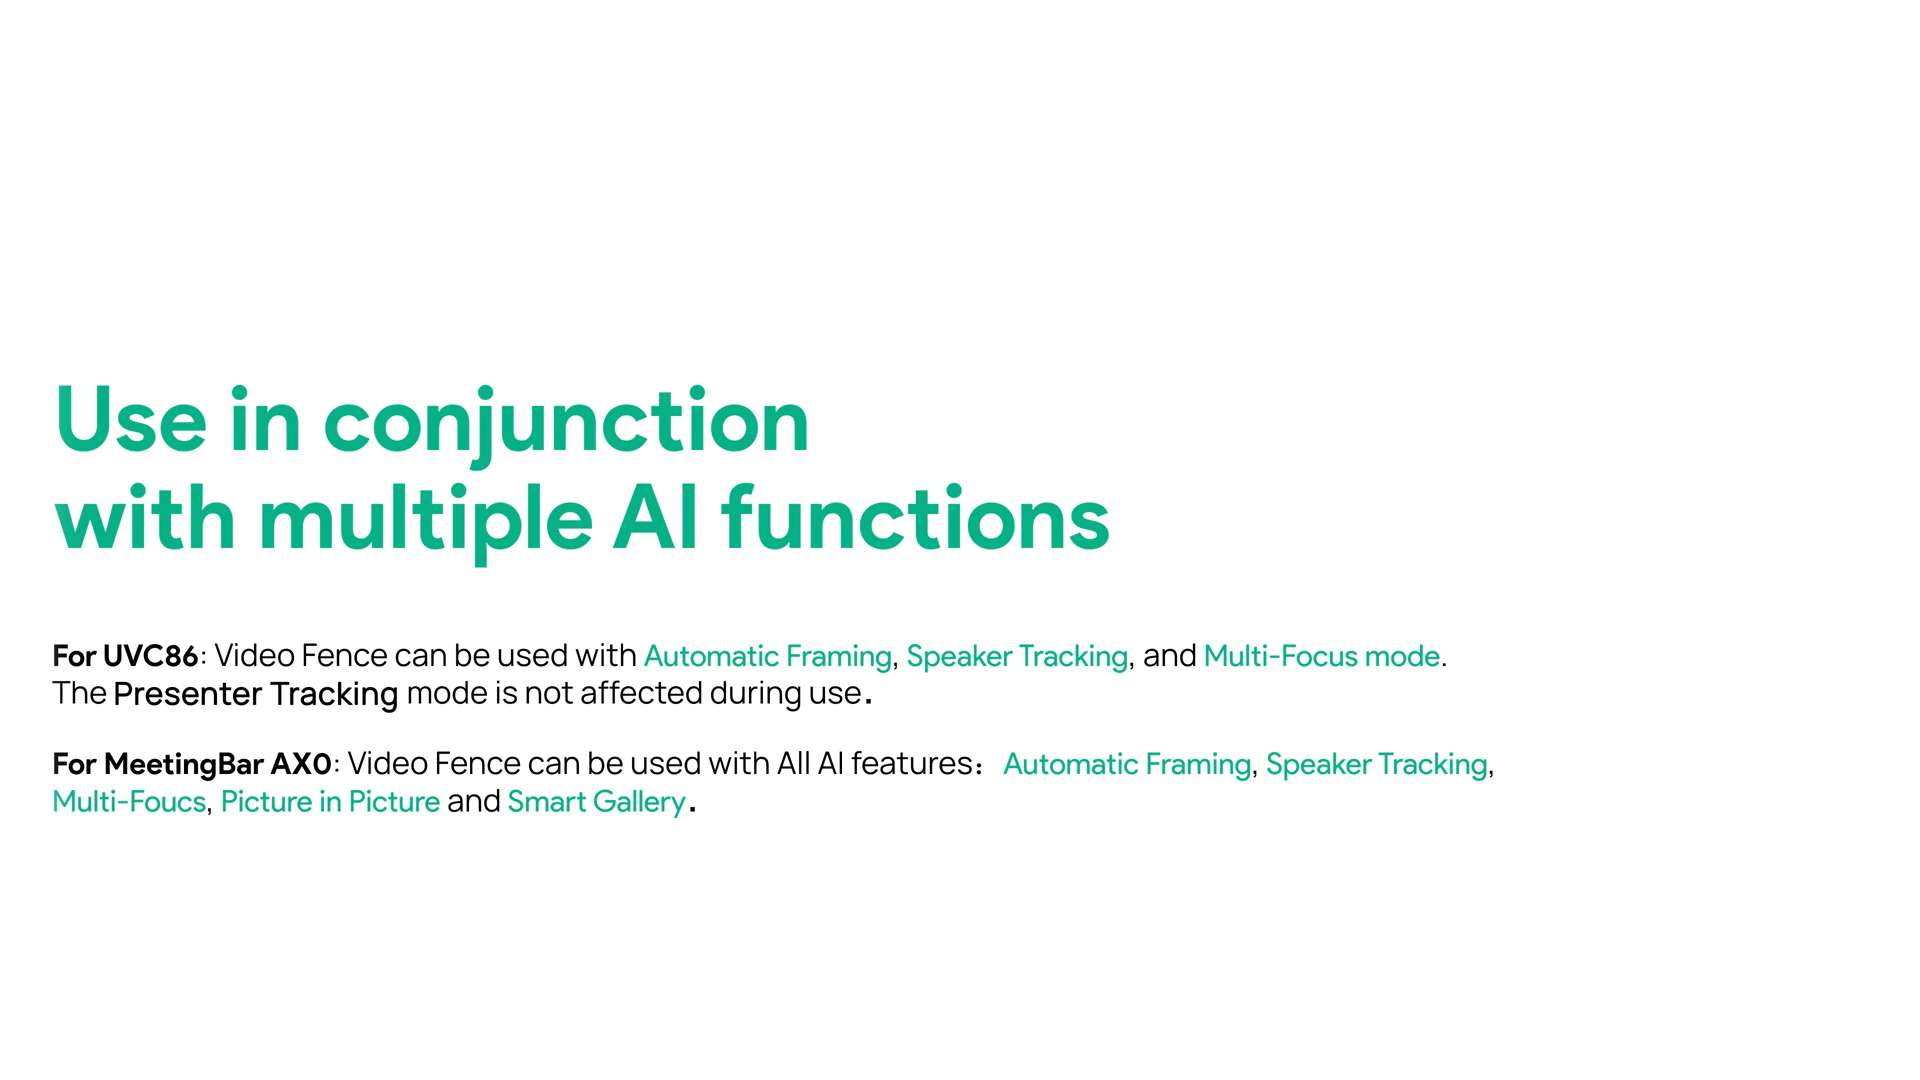 Use in conjunction
with multiple AI functions
For UVC86: Video Fence can be used with Automatic Framing, Speaker Tracking, and Multi-Focus mode.
The Presenter Tracking mode is not affected during use.
For MeetingBar AX0: Video Fence can be used with All AI features： Automatic Framing, Speaker Tracking,
Multi-Foucs, Picture in Picture and Smart Gallery.